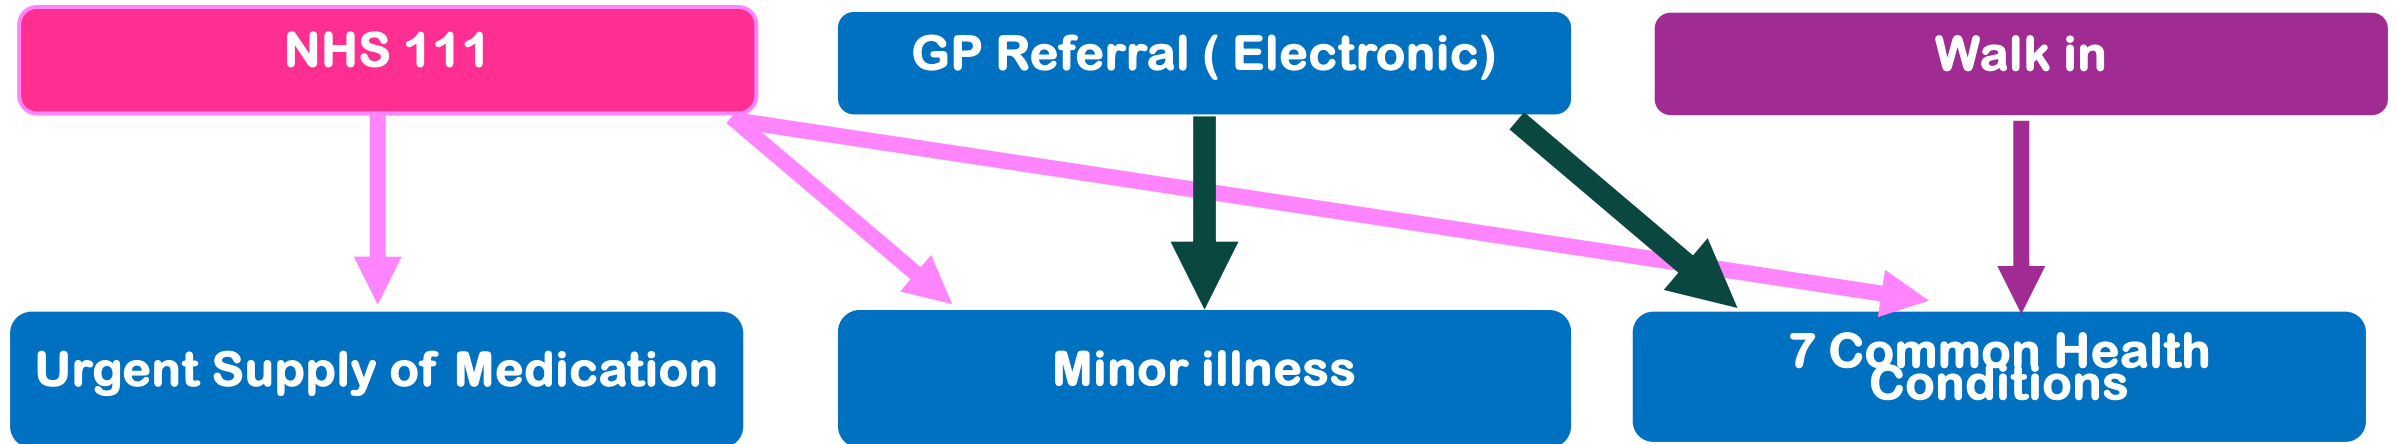 NHS 111
GP Referral ( Electronic)
Walk in
Urgent Supply of Medication
Minor illness
7 Common Health
Conditions